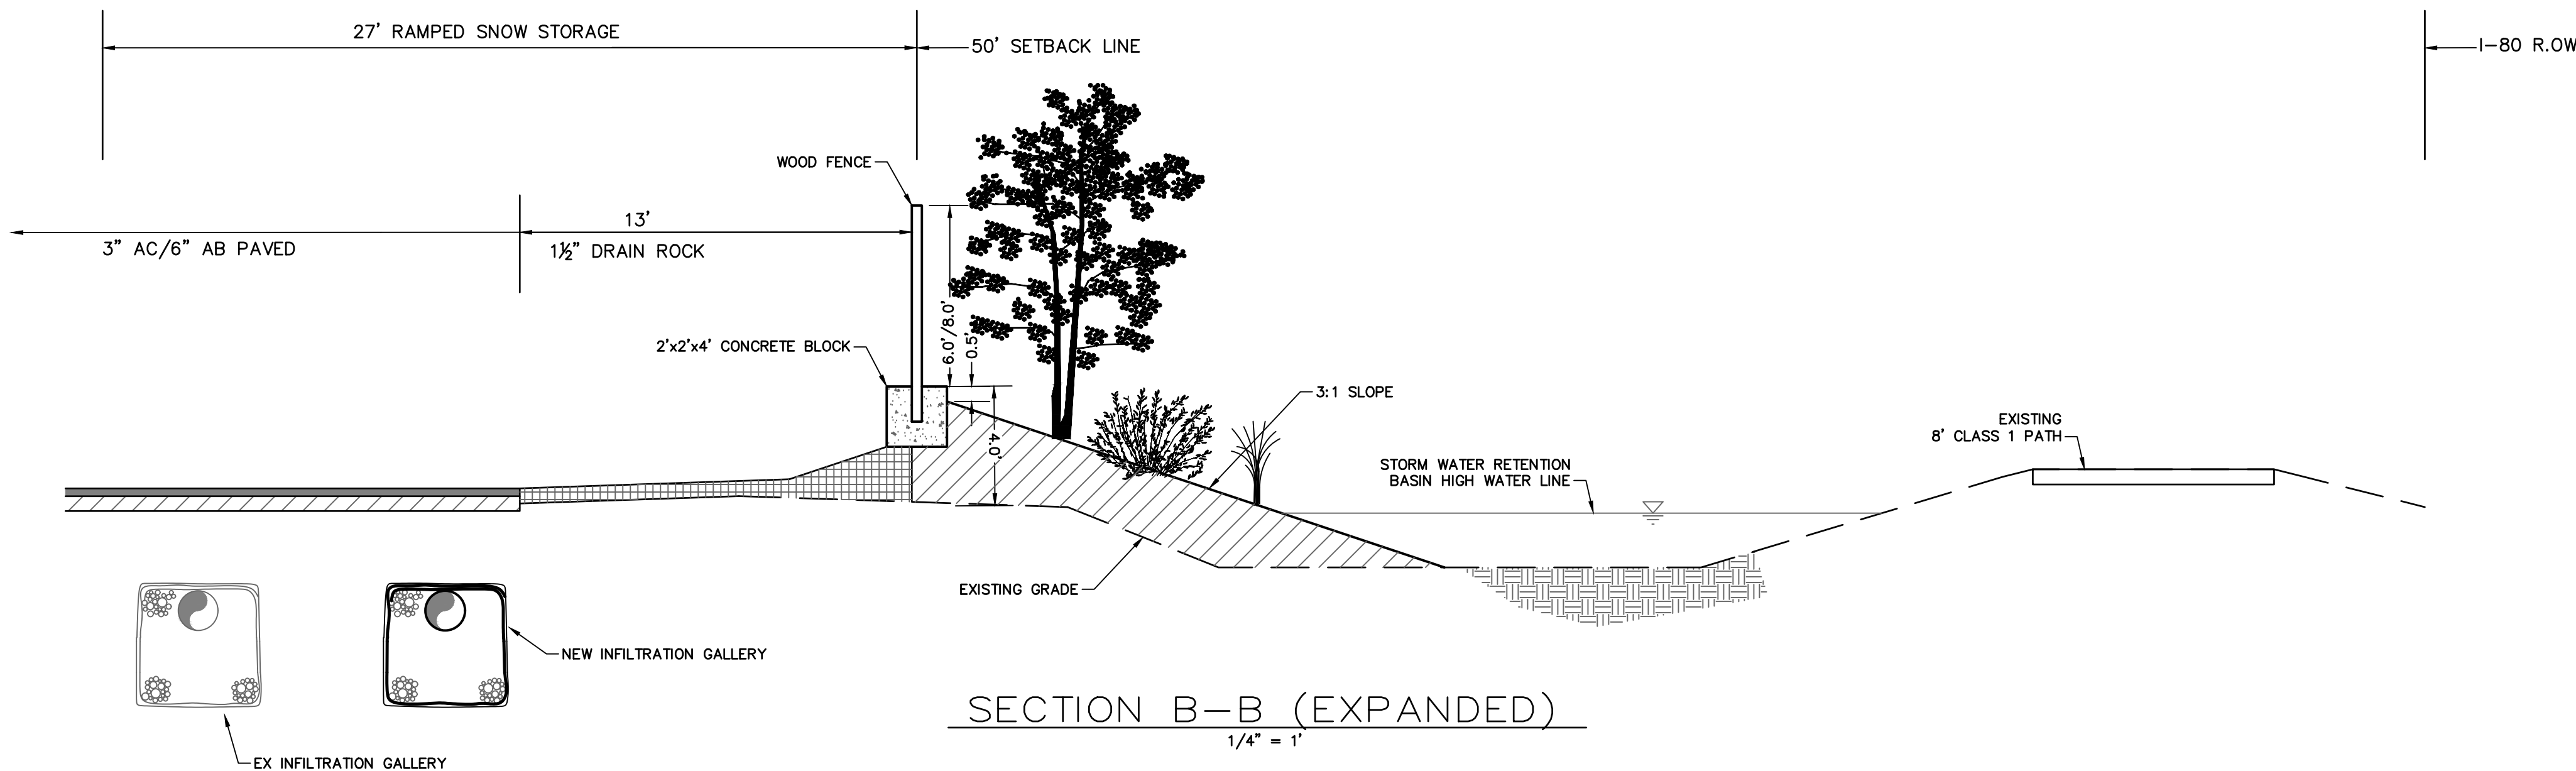 27' RAMPED SNOW STORAGE
50' SETBACK LINE
I-80 R.OW
WOOD FENCE
13'
3" AC/6" AB PAVED
1½" DRAIN ROCK
6.0'/8.0'
0.5'
2'x2'x4' CONCRETE BLOCK
3:1 SLOPE
4.0'
EXISTING
8' CLASS 1 PATH
STORM WATER RETENTION
BASIN HIGH WATER LINE
EXISTING GRADE
NEW INFILTRATION GALLERY
EX INFILTRATION GALLERY
SECTION B-B (EXPANDED)
1/4" = 1'